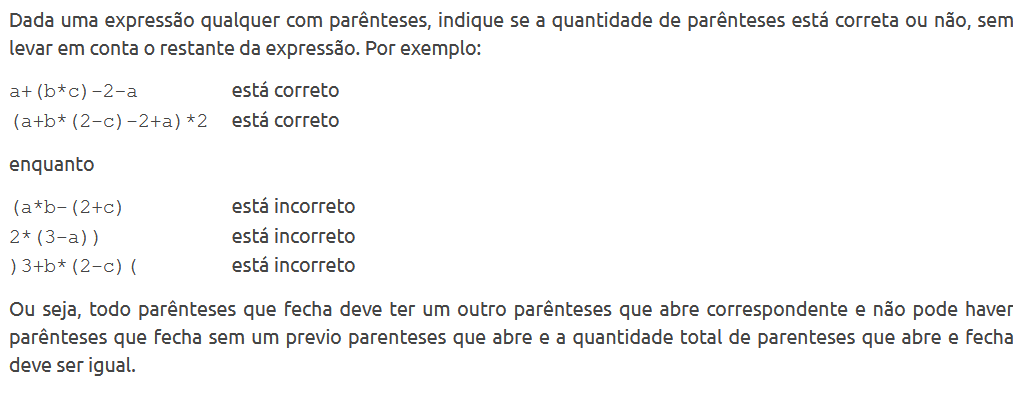 Dada uma expressão qualquer com parênteses, indique se a quantidade de parênteses está correta ou não, sem
levar em conta o restante da expressão. Por exemplo:
a+(b*c)-2-a está correto
(a+b*(2-c)-2+a)*2 está correto
enquanto
(a*b-(2+c) está incorreto
2*(3-a)) está incorreto
)3+b*(2-c)( está incorreto
Ou seja, todo parênteses que fecha deve ter um outro parênteses que abre correspondente e não pode haver
parênteses que fecha sem um previo parenteses que abre e a quantidade total de parenteses que abre e fecha
deve ser igual.